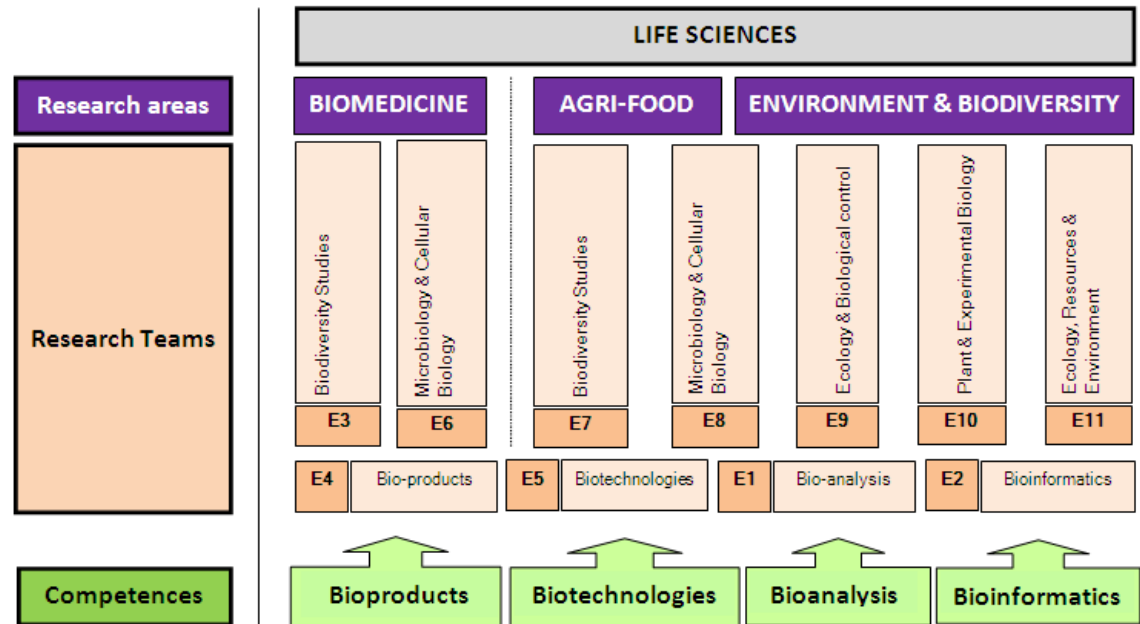 LIFE SCIENCES
Research areas
BIOMEDICINE
AGRI-FOOD
ENVIRONMENT & BIODIVERSITY
Research Teams
Biodiversity Studies
Microbiology & Cellular
Biology
Biodiversity Studies
Microbiology & Cellular
Biology
Ecology & Biological control
Plant & Experimental Biology
Ecology, Resources &
Environment
E3
E6
E7
E8
E9
E10
E11
E4
Bio-products
E5
Biotechnologies
E1
Bio-analysis
E2
Bioinformatics
Competences
Bioproducts
Biotechnologies
Bioanalysis
Bioinformatics